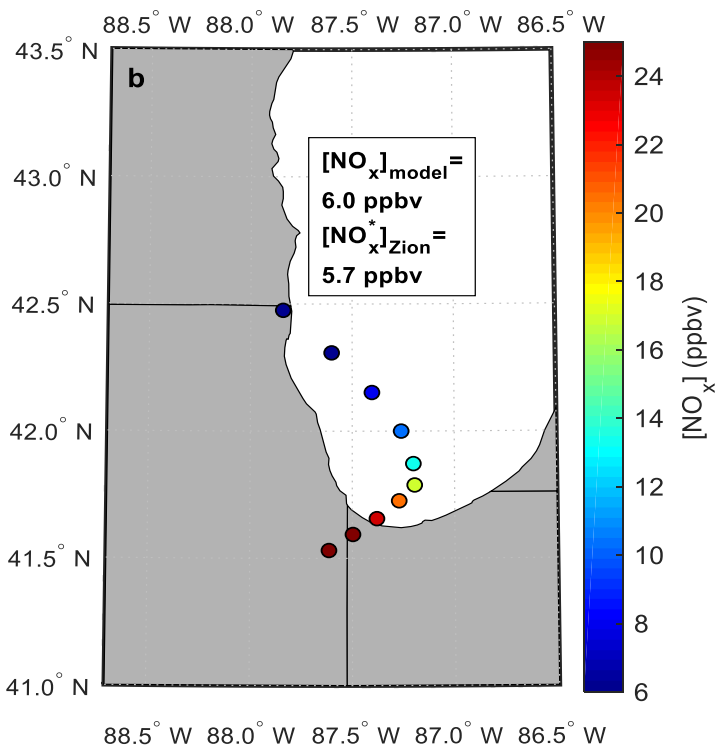 88.5° W 88.0° W 87.5° W 87.0° W 86.5° W
43.5° N
b
24
[NOx]model=
43.0° N
6.0 ppbv
22
[NOx*]Zion=
20
5.7 ppbv
18
42.5° N
16
[NOx] (ppbv)
14
42.0° N
12
10
41.5° N
8
41.0° N
6
88.5° W 88.0° W 87.5° W 87.0° W 86.5° W